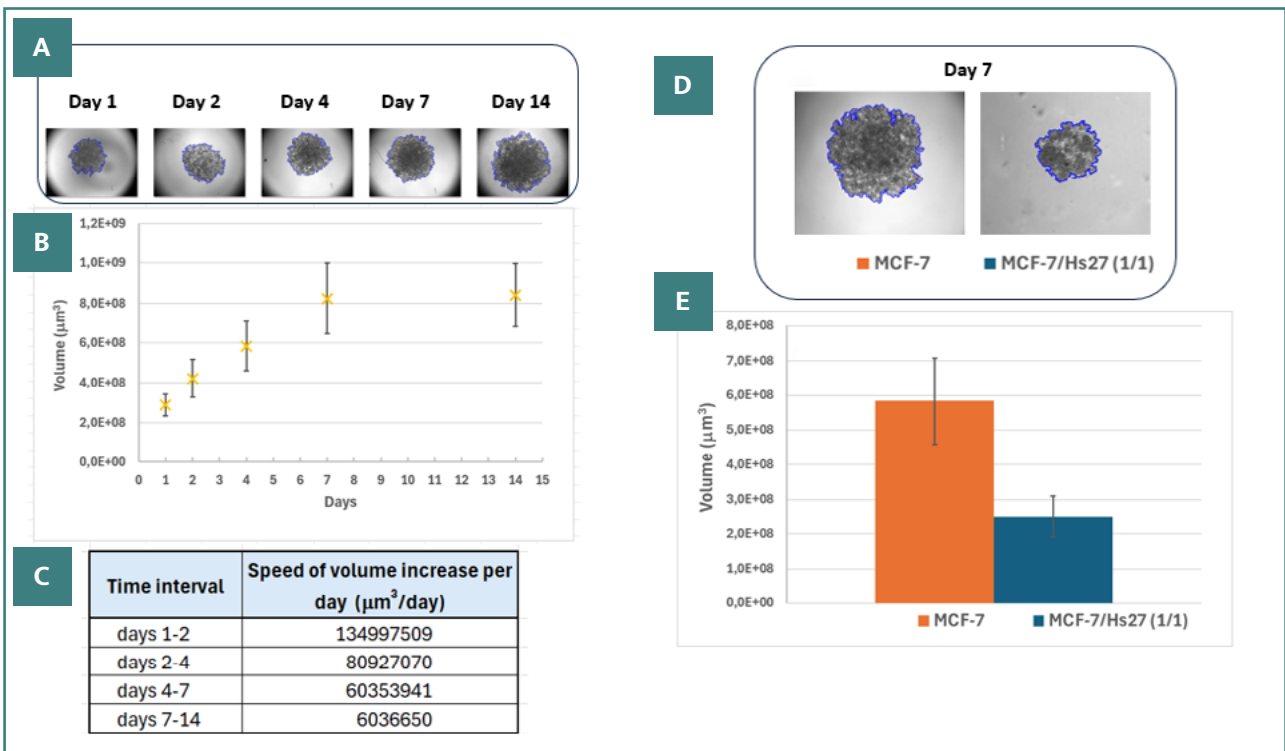 A
Day 1 Day 2 Day 4 Day 7 Day 14
B
1,2E+09
1,0E+09
8,0E+08
6,0E+08
4,0E+08
2,0E+08
0,0E+00
Volume (μm³)
0 1 2 3 4 5 6 7 8 9 10 11 12 13 14 15
Days
C
Time interval Speed of volume increase per
day (μm³/day)
days 1-2 134997509
days 2-4 80927070
days 4-7 60353941
days 7-14 6036650
D
Day 7
MCF-7 MCF-7/Hs27 (1/1)
E
8,0E+08
7,0E+08
6,0E+08
5,0E+08
4,0E+08
3,0E+08
2,0E+08
1,0E+08
0,0E+00
Volume (μm³)
MCF-7 MCF-7/Hs27 (1/1)